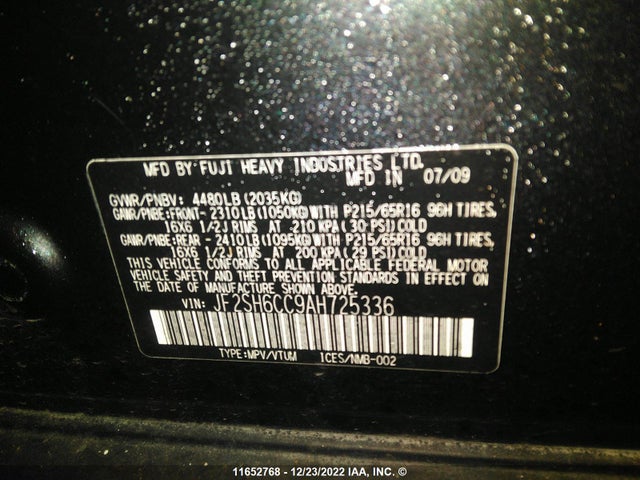 MFD BY FUJI HEAVY INDUSTRIES LTD.
MFD IN 07/09
GVWR/PNBV: 4480LB (2035KG)
GAWR/PNBE:FRONT- 2310LB (1050KG)WITH P215/65R16 96H TIRES,
16X6 1/2J RIMS AT 210 KPA ( 30 PSI) COLD
GAWR/PNBE:REAR - 2410LB (1095KG)WITH P215/65R16 96H TIRES,
16X6 1/2J RIMS AT 200 KPA (29 PSI) COLD
THIS VEHICLE CONFORMS TO ALL APPLICABLE FEDERAL MOTOR
VEHICLE SAFETY AND THEFT PREVENTION STANDARDS IN EFFECT ON
THE DATE OF MANUFACTURE SHOWN ABOVE.
VIN: JF2SH6CC9AH725336
TYPE:MPV/VTUM ICES/NMB-002
11652768 - 12/23/2022 IAA, INC. ©